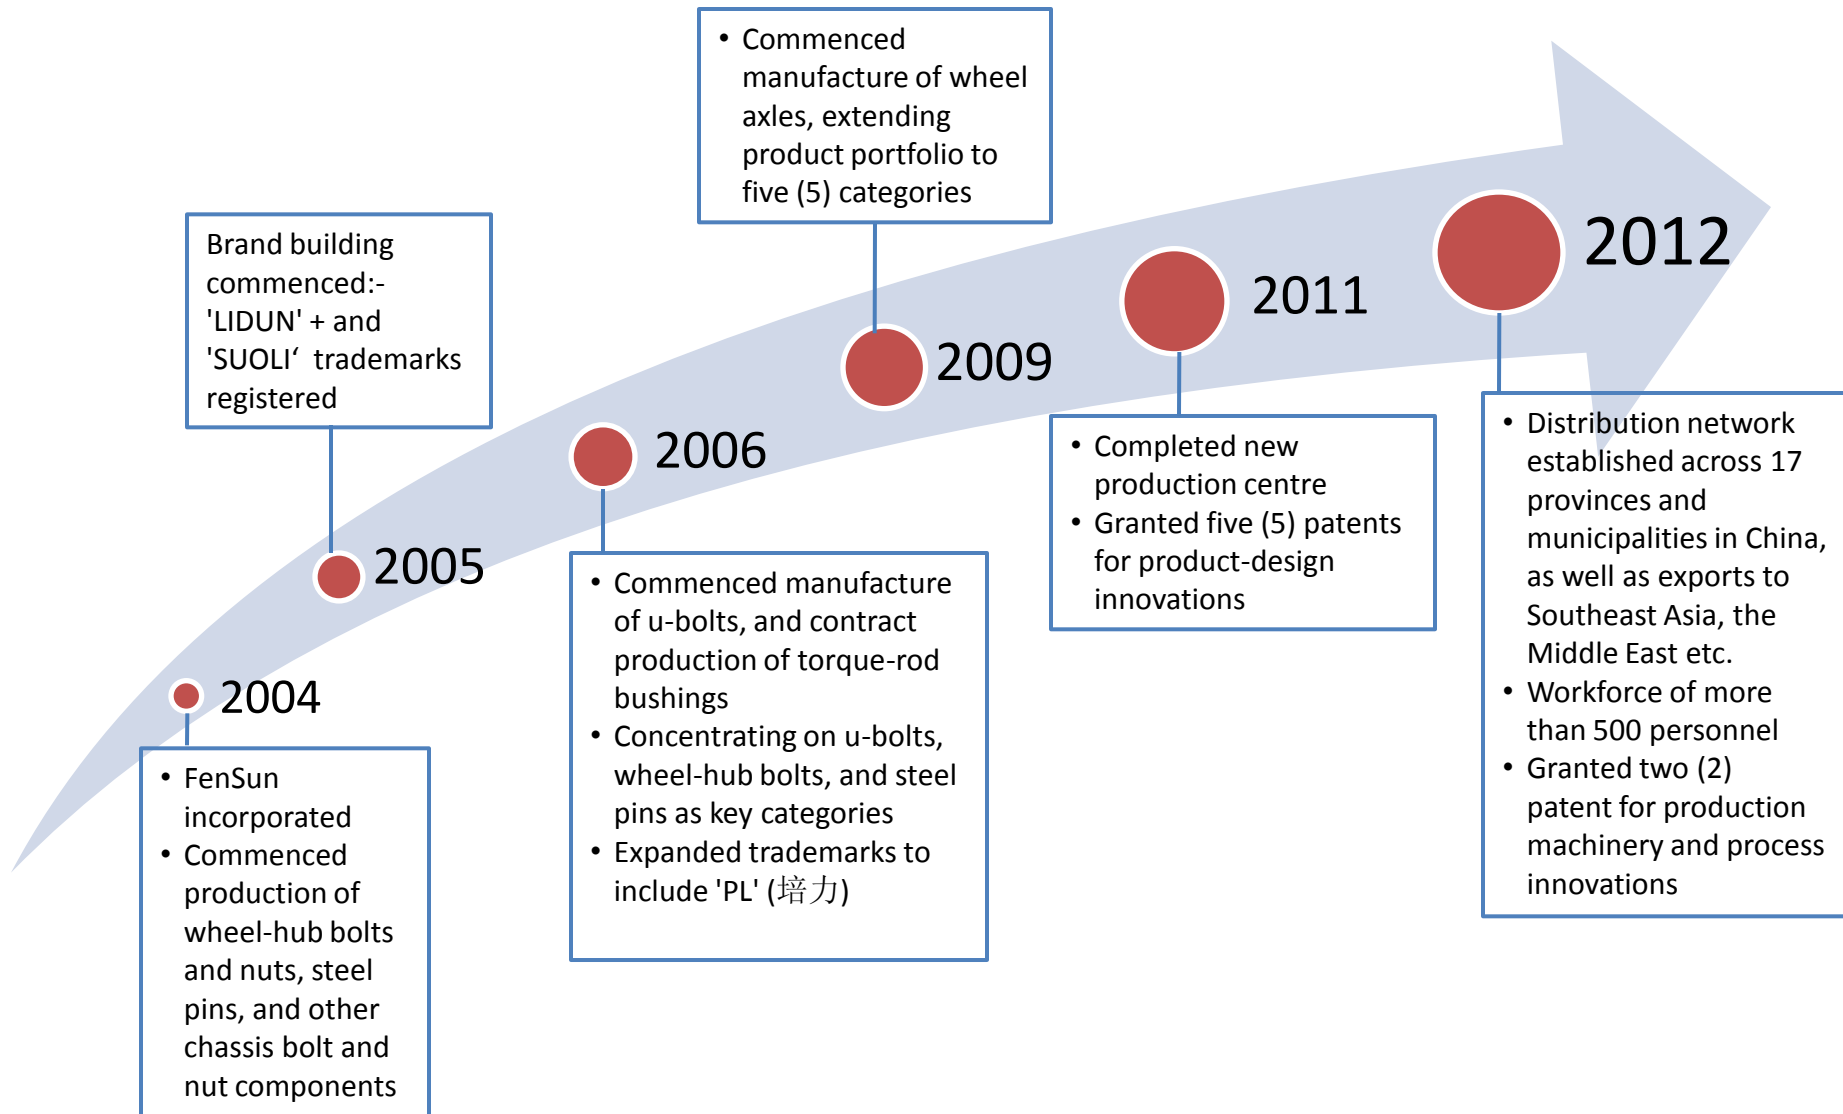 • Commenced
manufacture of wheel
axles, extending
product portfolio to
five (5) categories
2012
Brand building
commenced:-
'LIDUN' + and
'SUOLI‘ trademarks
registered
2011
2009
2006
2005
2004
• Completed new
production centre
• Granted five (5) patents
for product-design
innovations
• Distribution network
established across 17
provinces and
municipalities in China,
as well as exports to
Southeast Asia, the
Middle East etc.
• Workforce of more
than 500 personnel
• Granted two (2)
patent for production
machinery and process
innovations
• Commenced manufacture
of u-bolts, and contract
production of torque-rod
bushings
• Concentrating on u-bolts,
wheel-hub bolts, and steel
pins as key categories
• Expanded trademarks to
include 'PL' (培力)
• FenSun
incorporated
• Commenced
production of
wheel-hub bolts
and nuts, steel
pins, and other
chassis bolt and
nut components